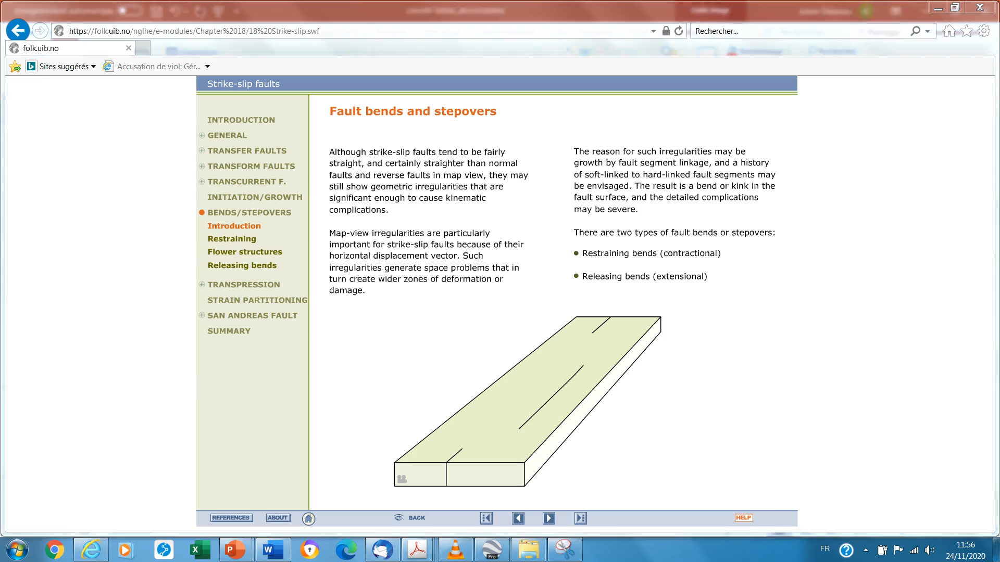 https://folk.uib.no/nglhe/e-modules/Chapter%2018/18%20Strike-slip.swf
Rechercher...
folk.uib.no
Sites suggérés
Accusation de viol: Gér...
Strike-slip faults
INTRODUCTION
GENERAL
TRANSFER FAULTS
TRANSFORM FAULTS
TRANSCURRENT F.
INITIATION/GROWTH
BENDS/STEPOVERS
Introduction
Restraining
Flower structures
Releasing bends
TRANSPRESSION
STRAIN PARTITIONING
SAN ANDREAS FAULT
SUMMARY
Fault bends and stepovers
Although strike-slip faults tend to be fairly
straight, and certainly straighter than normal
faults and reverse faults in map view, they may
still show geometric irregularities that are
significant enough to cause kinematic
complications.
Map-view irregularities are particularly
important for strike-slip faults because of their
horizontal displacement vector. Such
irregularities generate space problems that in
turn create wider zones of deformation or
damage.
The reason for such irregularities may be
growth by fault segment linkage, and a history
of soft-linked to hard-linked fault segments may
be envisaged. The result is a bend or kink in the
fault surface, and the detailed complications
may be severe.
There are two types of fault bends or stepovers:
Restraining bends (contractional)
Releasing bends (extensional)
REFERENCES
ABOUT
BACK
HELP
Pro
FR
11:56
24/11/2020